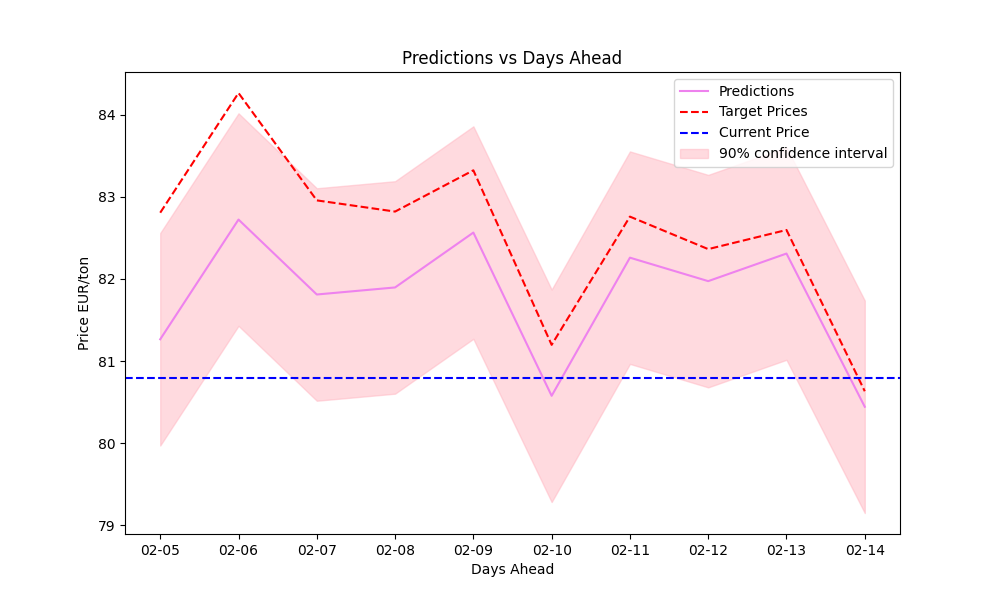 Predictions vs Days Ahead
Predictions
Target Prices
Current Price
90% confidence interval
Price EUR/ton
84
83
82
81
80
79
02-05 02-06 02-07 02-08 02-09 02-10 02-11 02-12 02-13 02-14
Days Ahead